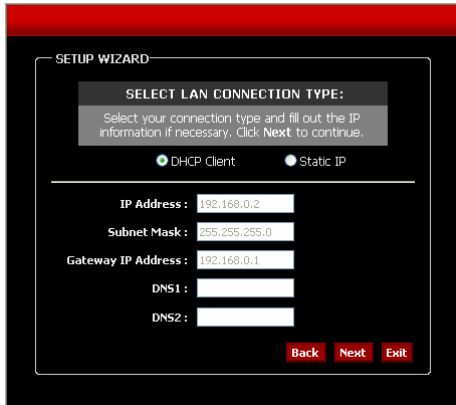 SETUP WIZARD
SELECT LAN CONNECTION TYPE:
Select your connection type and fill out the IP
information if necessary. Click Next to continue.
DHCP Client Static IP
IP Address : 192.168.0.2
Subnet Mask : 255.255.255.0
Gateway IP Address : 192.168.0.1
DNS1 :
DNS2 :
Back Next Exit